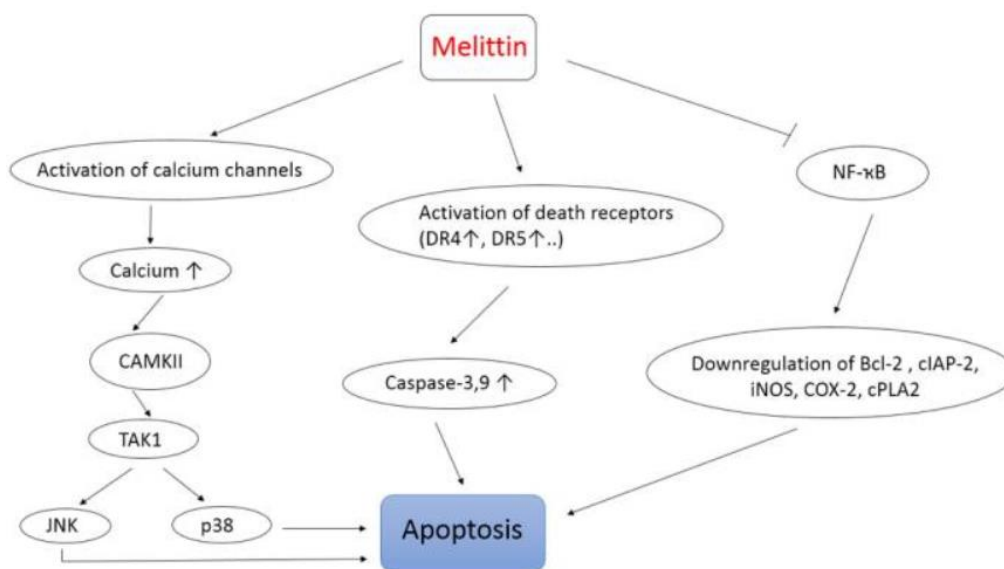 Melittin
Activation of calcium channels
Calcium ↑
CAMKII
TAK1
JNK
p38
Activation of death receptors
(DR4↑, DR5↑..)
Caspase-3,9 ↑
NF-ϰB
Downregulation of Bcl-2 , cIAP-2,
iNOS, COX-2, cPLA2
Apoptosis